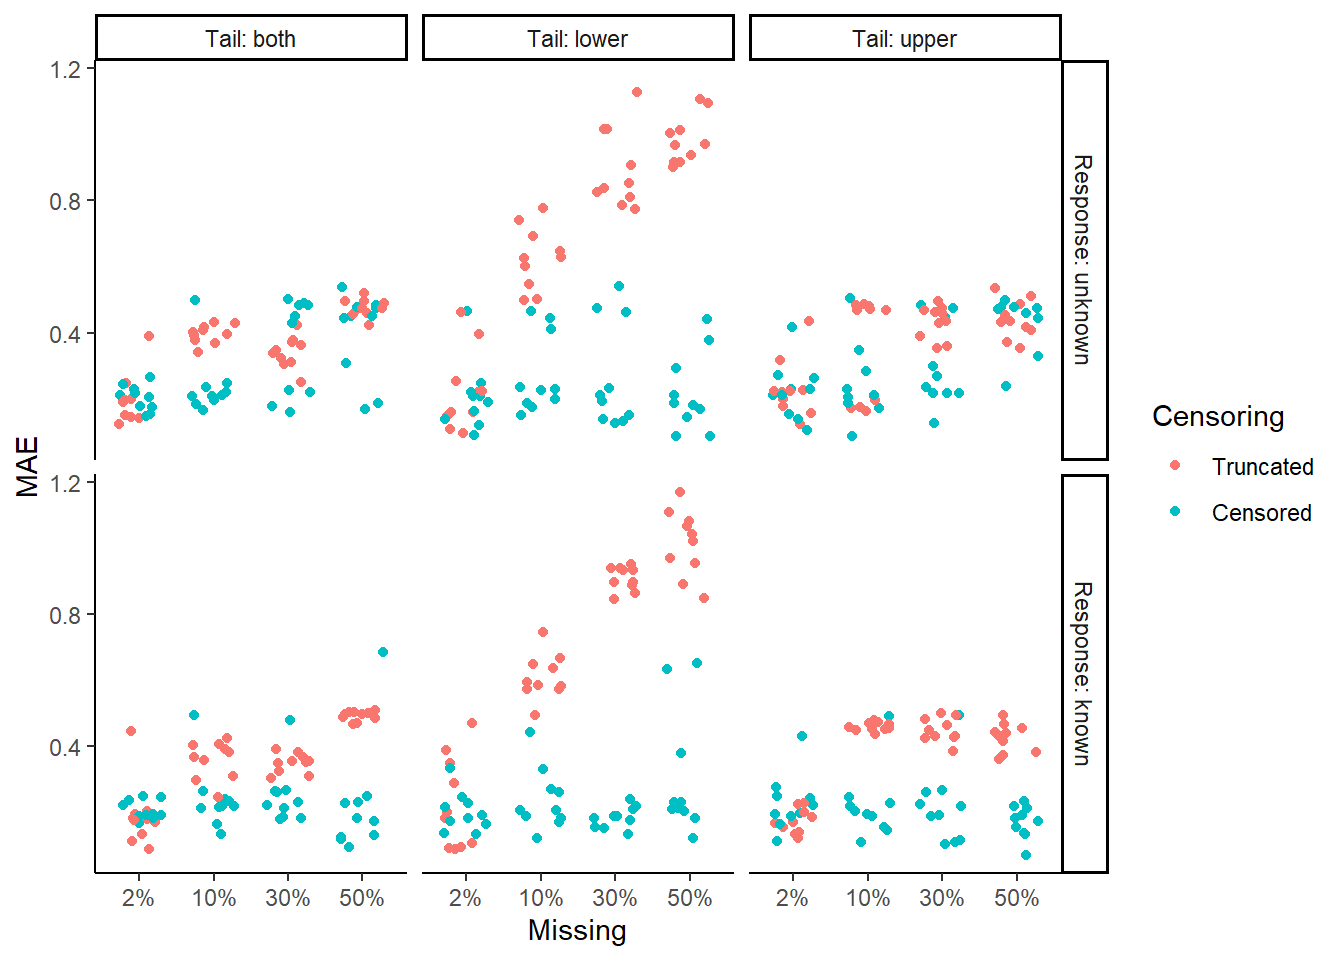 Tail: both
Tail: lower
Tail: upper
1.2
0.8
0.4
Response: unknown
MAE
1.2
0.8
0.4
Response: known
2%
10%
30%
50%
2%
10%
30%
50%
2%
10%
30%
50%
Missing
Censoring
Truncated
Censored